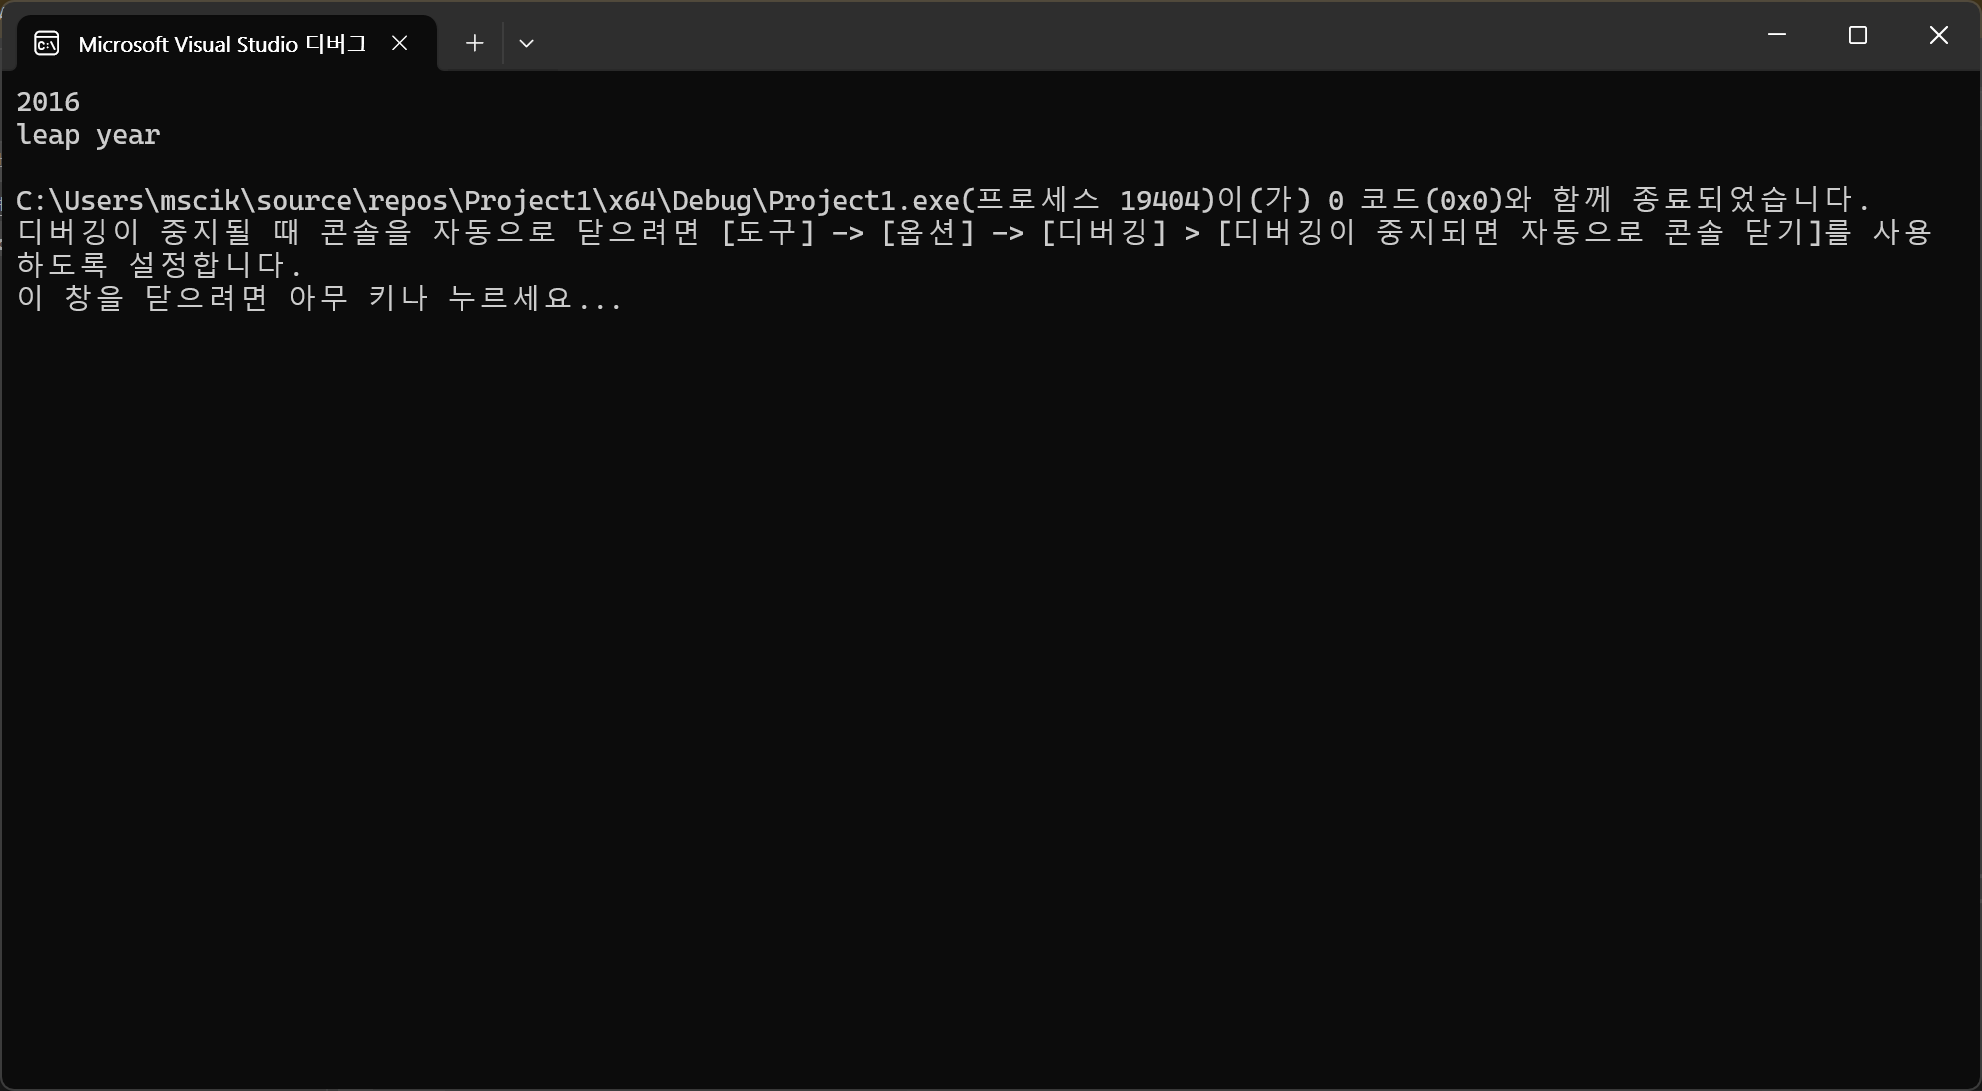 Microsoft Visual Studio 디버그
2016
leap year
C:\Users\mscik\source\repos\Project1\x64\Debug\Project1.exe(프로세스 19404)이(가) 0 코드(0x0)와 함께 종료되었습니다.
디버깅이 중지될 때 콘솔을 자동으로 닫으려면 [도구] -> [옵션] -> [디버깅] > [디버깅이 중지되면 자동으로 콘솔 닫기]를 사용
하도록 설정합니다.
이 창을 닫으려면 아무 키나 누르세요...